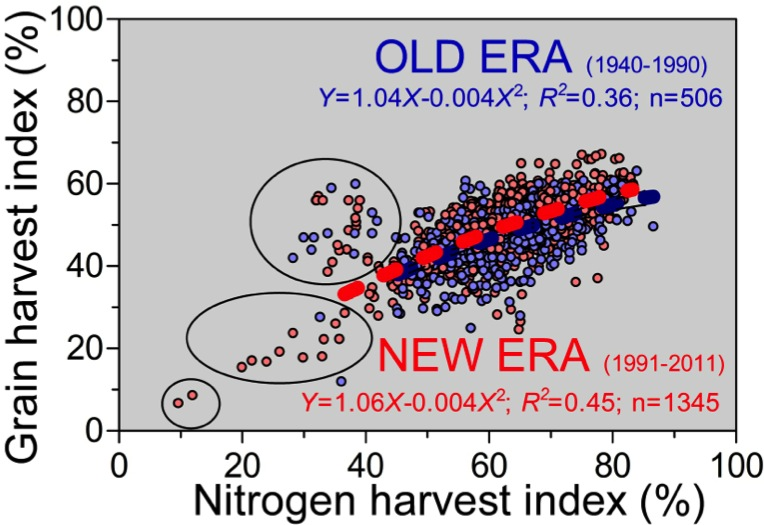 Grain harvest index (%)
100
80
60
40
20
0
OLD ERA (1940-1990)
Y=1.04X-0.004X²; R²=0.36; n=506
NEW ERA (1991-2011)
Y=1.06X-0.004X²; R²=0.45; n=1345
0 20 40 60 80 100
Nitrogen harvest index (%)